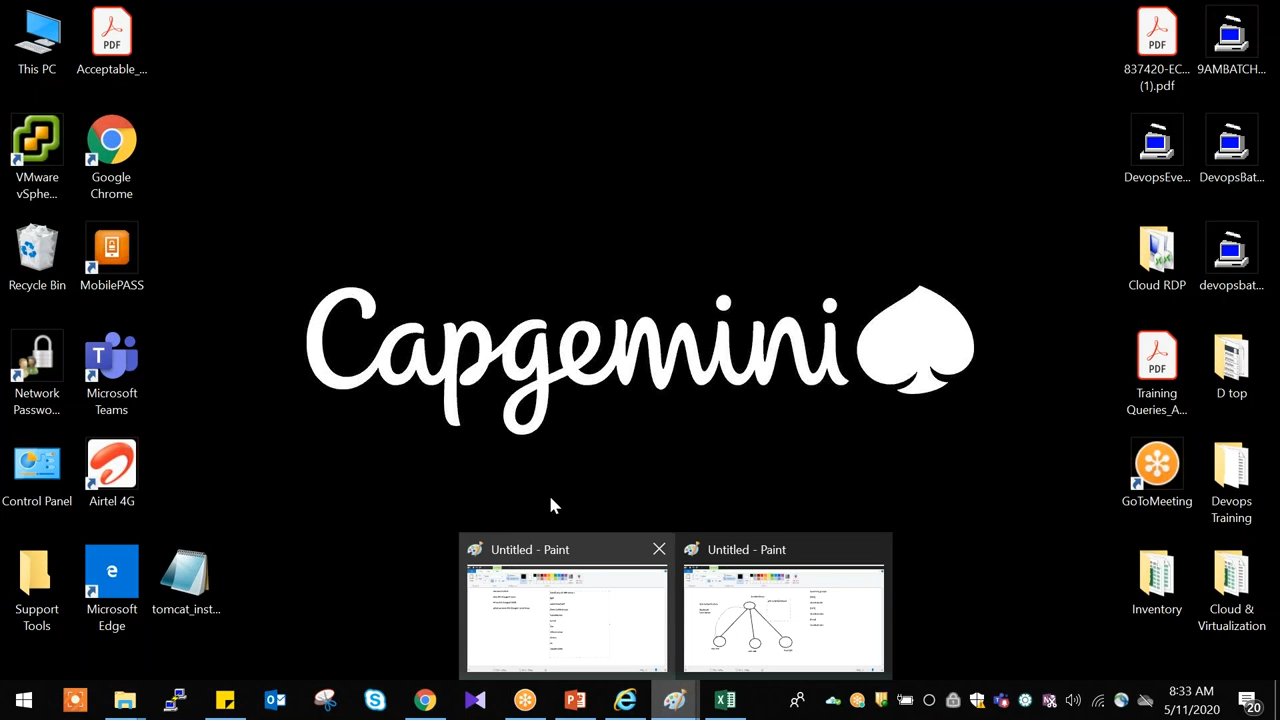 This PC
Acceptable_...
VMware
vSphe...
Google
Chrome
Recycle Bin
MobilePASS
Network
Passwo...
Microsoft
Teams
Control Panel
Airtel 4G
Support
Tools
Microsoft
Edge
tomcat_inst...
Capgemini
837420-EC...
(1).pdf
9AMBATCH...
DevopsEve...
DevopsBat...
Cloud RDP
devopsbat...
Training
Queries_A...
D top
GoToMeeting
Devops
Training
Inventory
Cloud &
Virtualization
Untitled - Paint
Untitled - Paint
8:33 AM
5/11/2020
20